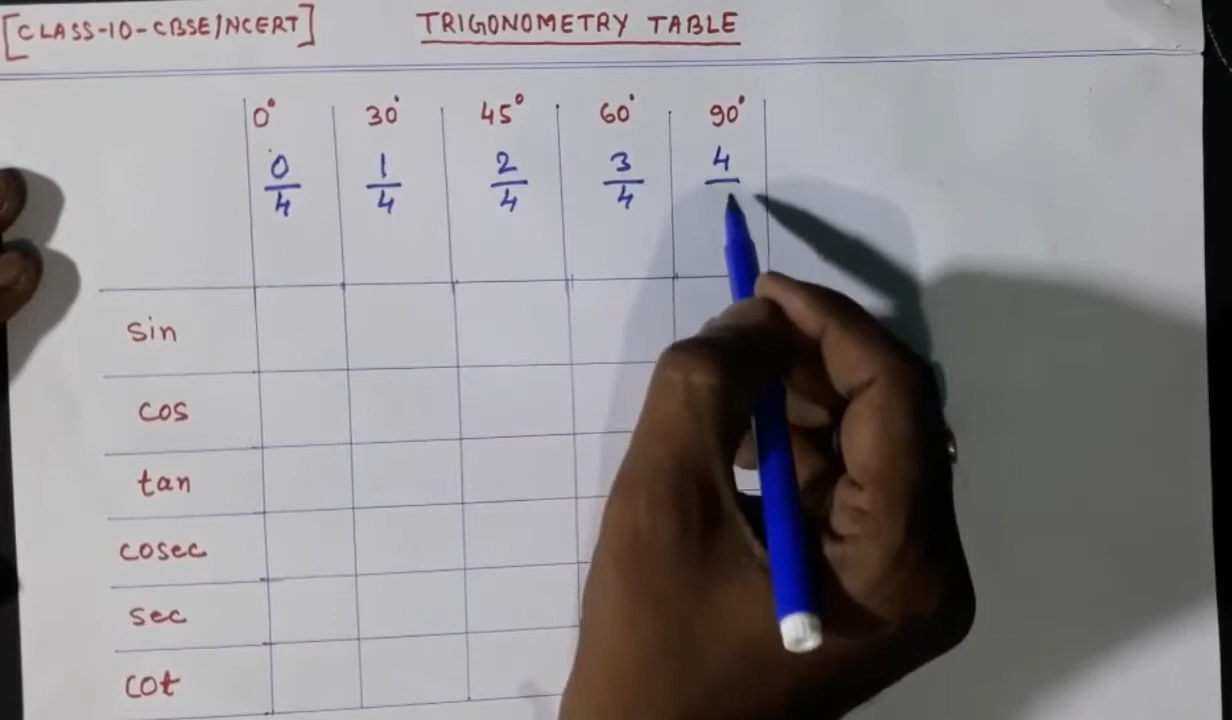 [CLASS-10-CBSE/NCERT] TRIGONOMETRY TABLE
0° 30° 45° 60° 90°
0/4 1/4 2/4 3/4 4/
sin
cos
tan
cosec
sec
cot